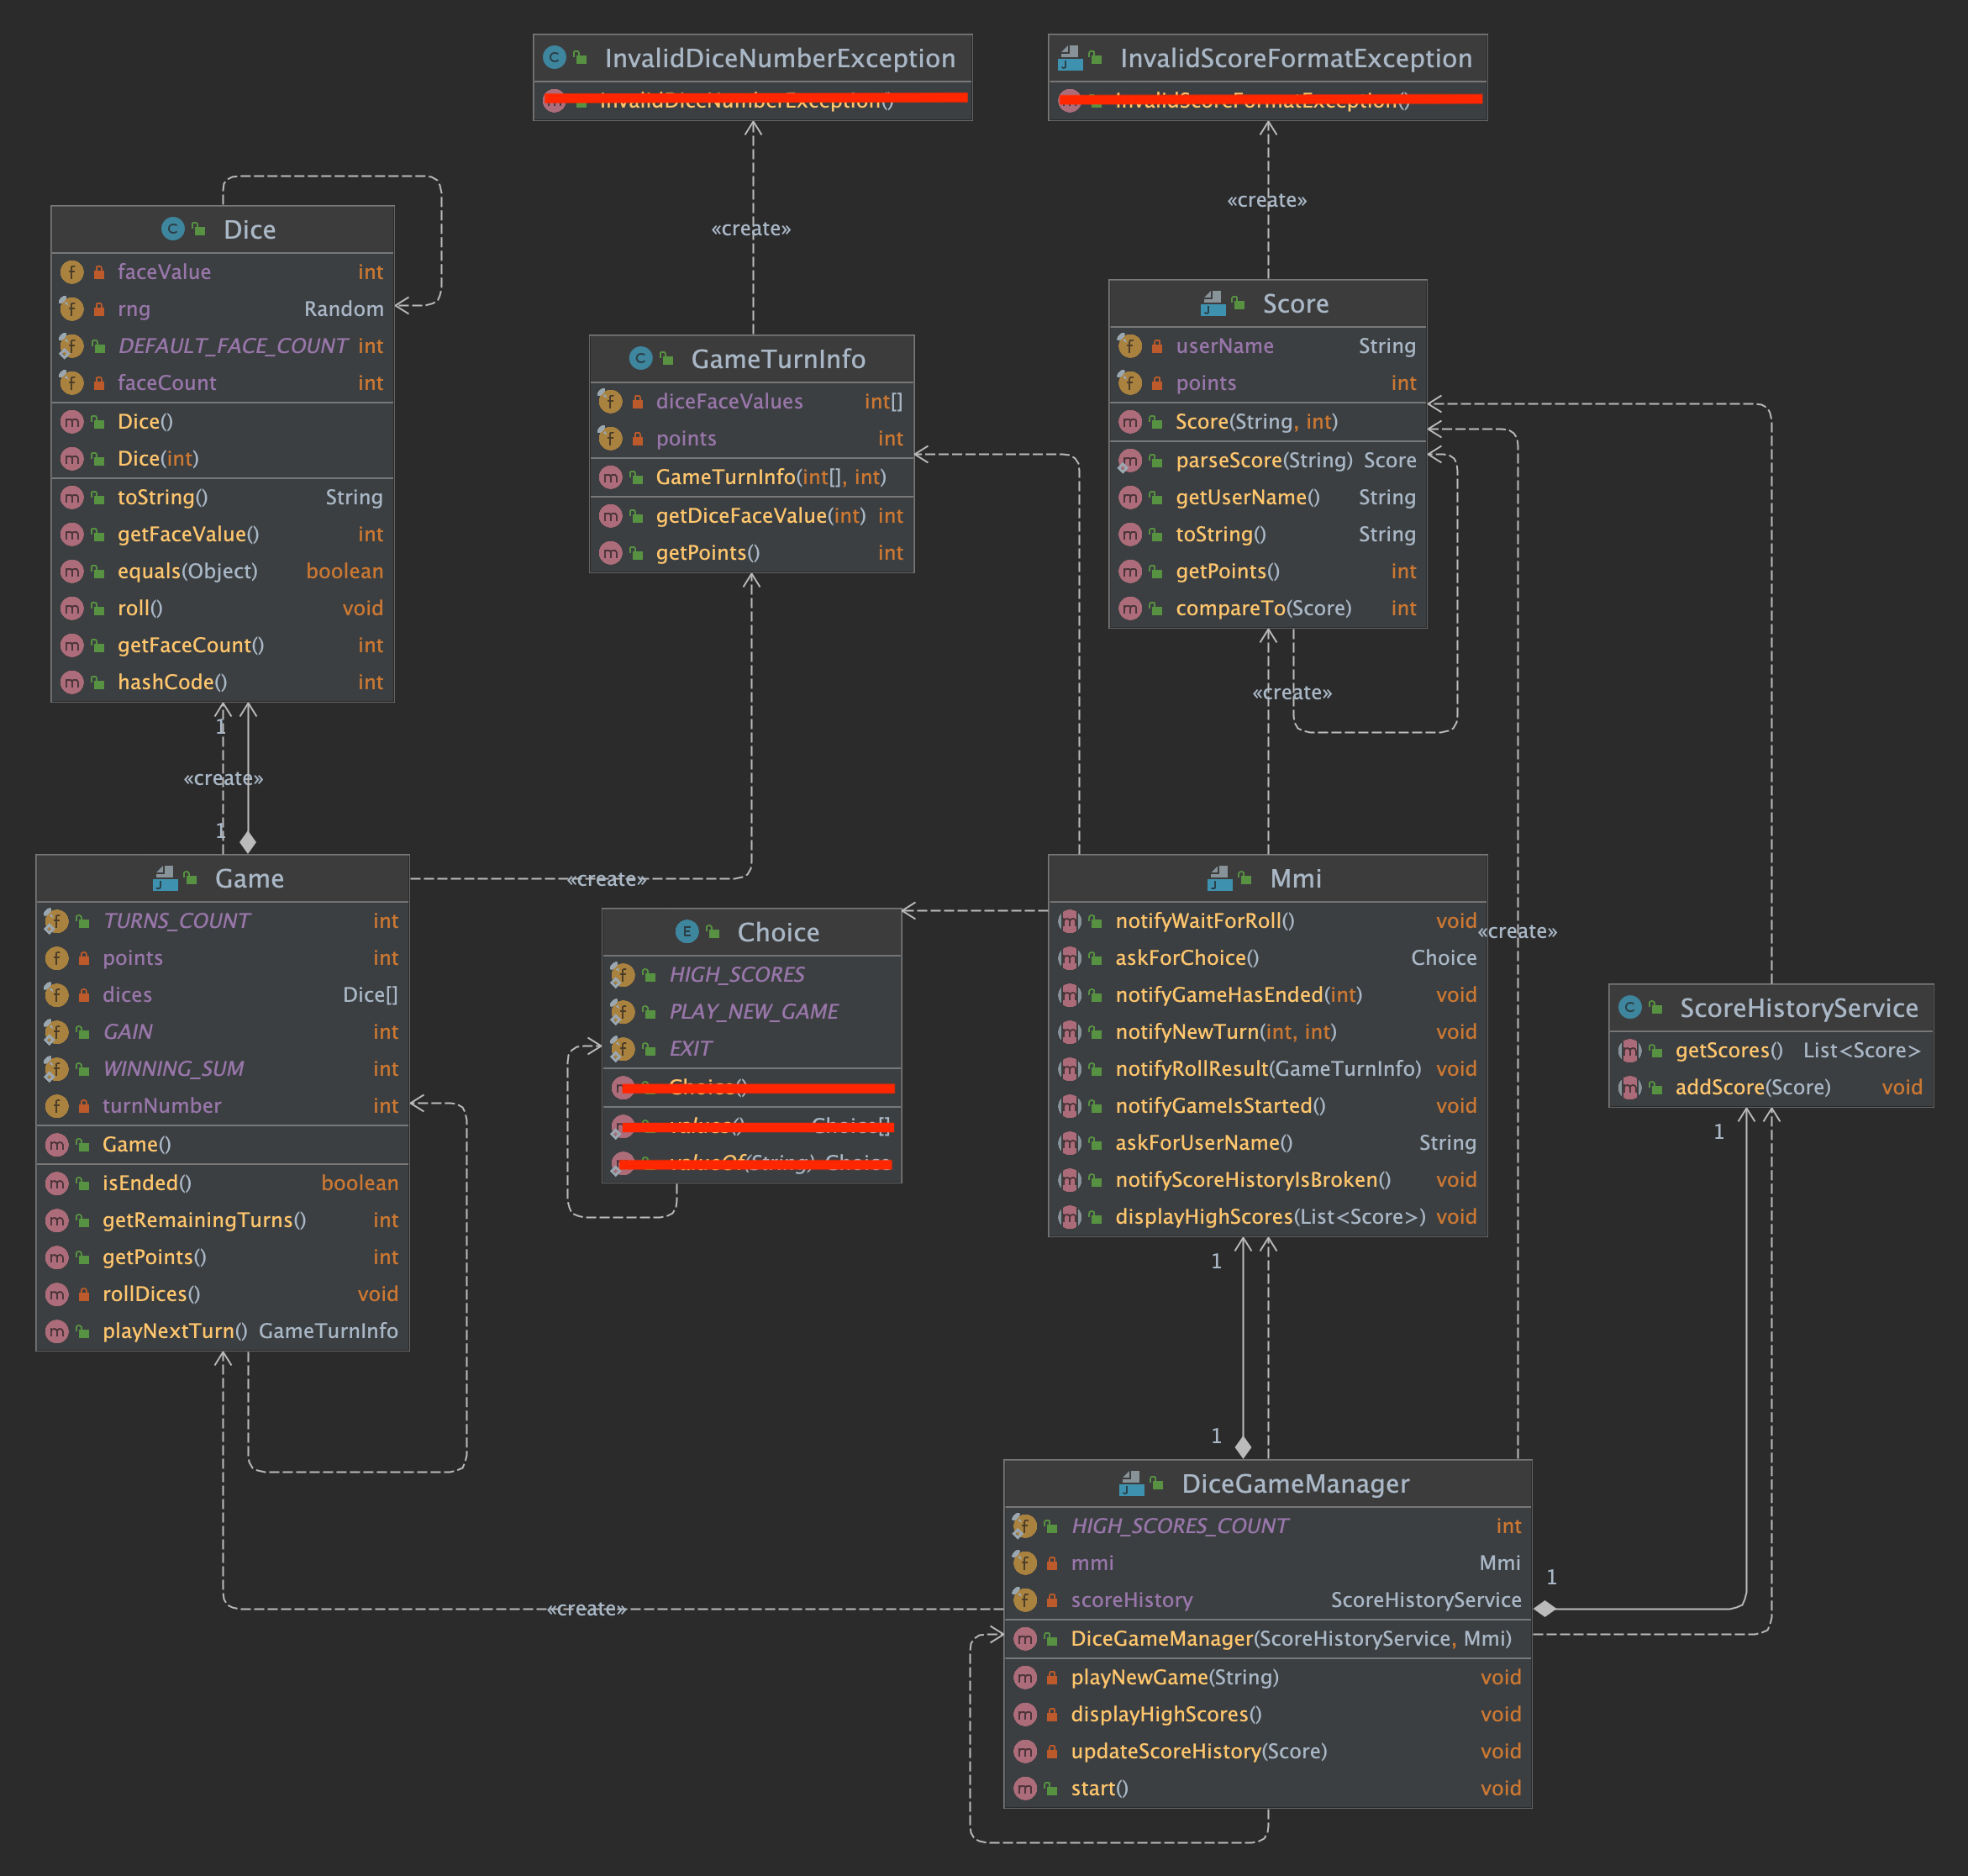 InvalidDiceNumberException
InvalidDiceNumberException()
InvalidScoreFormatException
InvalidScoreFormatException()
«create»
«create»
Dice
faceValue int
rng Random
DEFAULT_FACE_COUNT int
faceCount int
Dice()
Dice(int)
toString() String
getFaceValue() int
equals(Object) boolean
roll() void
getFaceCount() int
hashCode() int
GameTurnInfo
diceFaceValues int[]
points int
GameTurnInfo(int[], int)
getDiceFaceValue(int) int
getPoints() int
Score
userName String
points int
Score(String, int)
parseScore(String) Score
getUserName() String
toString() String
getPoints() int
compareTo(Score) int
«create»
1
«create»
1
«create»
Game
TURNS_COUNT int
points int
dices Dice[]
GAIN int
WINNING_SUM int
turnNumber int
Game()
isEnded() boolean
getRemainingTurns() int
getPoints() int
rollDices() void
playNextTurn() GameTurnInfo
Choice
HIGH_SCORES
PLAY_NEW_GAME
EXIT
Choice()
values() Choice[]
valueOf(String) Choice
Mmi
notifyWaitForRoll() void
askForChoice() Choice
notifyGameHasEnded(int) void
notifyNewTurn(int, int) void
notifyRollResult(GameTurnInfo) void
notifyGameIsStarted() void
askForUserName() String
notifyScoreHistoryIsBroken() void
displayHighScores(List<Score>) void
«create»
ScoreHistoryService
getScores() List<Score>
addScore(Score) void
1
1
1
1
«create»
DiceGameManager
HIGH_SCORES_COUNT int
mmi Mmi
scoreHistory ScoreHistoryService
DiceGameManager(ScoreHistoryService, Mmi)
playNewGame(String) void
displayHighScores() void
updateScoreHistory(Score) void
start() void